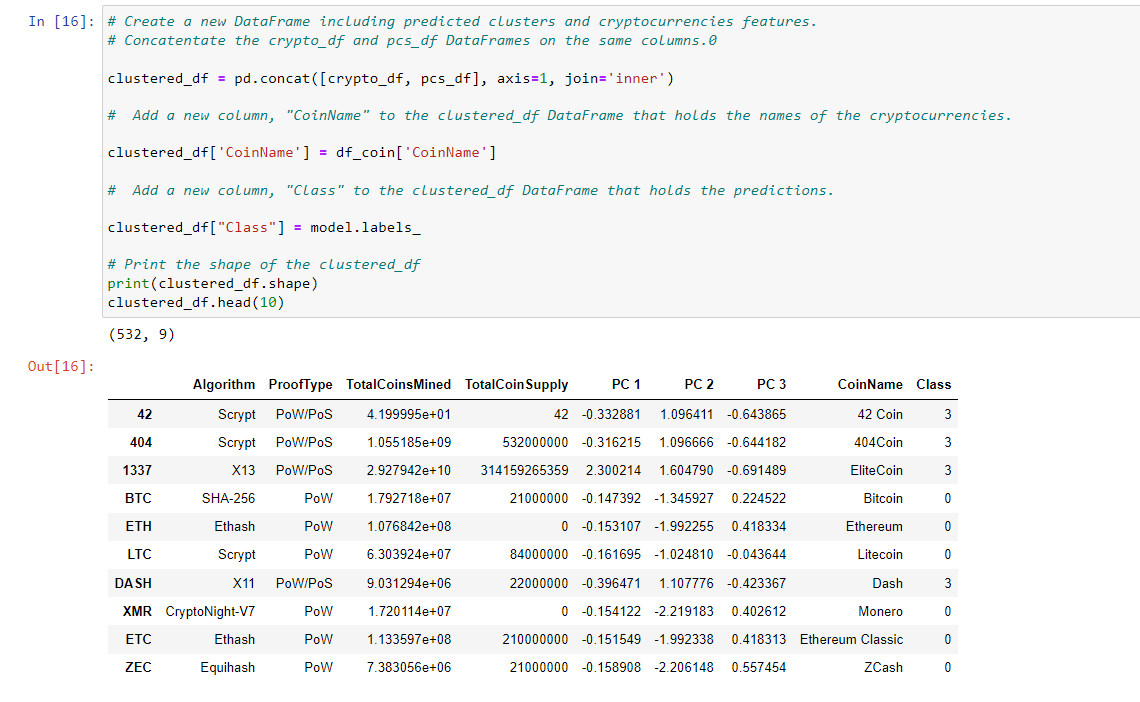 In [16]: # Create a new DataFrame including predicted clusters and cryptocurrencies features.
# Concatentate the crypto_df and pcs_df DataFrames on the same columns.0
clustered_df = pd.concat([crypto_df, pcs_df], axis=1, join='inner')
#  Add a new column, "CoinName" to the clustered_df DataFrame that holds the names of the cryptocurrencies.
clustered_df['CoinName'] = df_coin['CoinName']
#  Add a new column, "Class" to the clustered_df DataFrame that holds the predictions.
clustered_df["Class"] = model.labels_
# Print the shape of the clustered_df
print(clustered_df.shape)
clustered_df.head(10)
(532, 9)
Out[16]:
Algorithm ProofType TotalCoinsMined TotalCoinSupply PC 1 PC 2 PC 3 CoinName Class
42 Scrypt PoW/PoS 4.199995e+01 42 -0.332881 1.096411 -0.643865 42 Coin 3
404 Scrypt PoW/PoS 1.055185e+09 532000000 -0.316215 1.096666 -0.644182 404Coin 3
1337 X13 PoW/PoS 2.927942e+10 314159265359 2.300214 1.604790 -0.691489 EliteCoin 3
BTC SHA-256 PoW 1.792718e+07 21000000 -0.147392 -1.345927 0.224522 Bitcoin 0
ETH Ethash PoW 1.076842e+08 0 -0.153107 -1.992255 0.418334 Ethereum 0
LTC Scrypt PoW 6.303924e+07 84000000 -0.161695 -1.024810 -0.043644 Litecoin 0
DASH X11 PoW/PoS 9.031294e+06 22000000 -0.396471 1.107776 -0.423367 Dash 3
XMR CryptoNight-V7 PoW 1.720114e+07 0 -0.154122 -2.219183 0.402612 Monero 0
ETC Ethash PoW 1.133597e+08 210000000 -0.151549 -1.992338 0.418313 Ethereum Classic 0
ZEC Equihash PoW 7.383056e+06 21000000 -0.158908 -2.206148 0.557454 ZCash 0